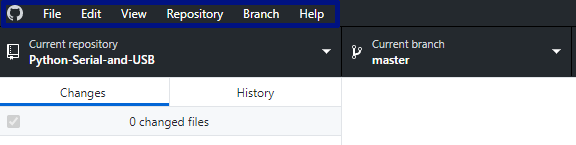 File Edit View Repository Branch Help
Current repository
Python-Serial-and-USB
Current branch
master
Changes History
0 changed files